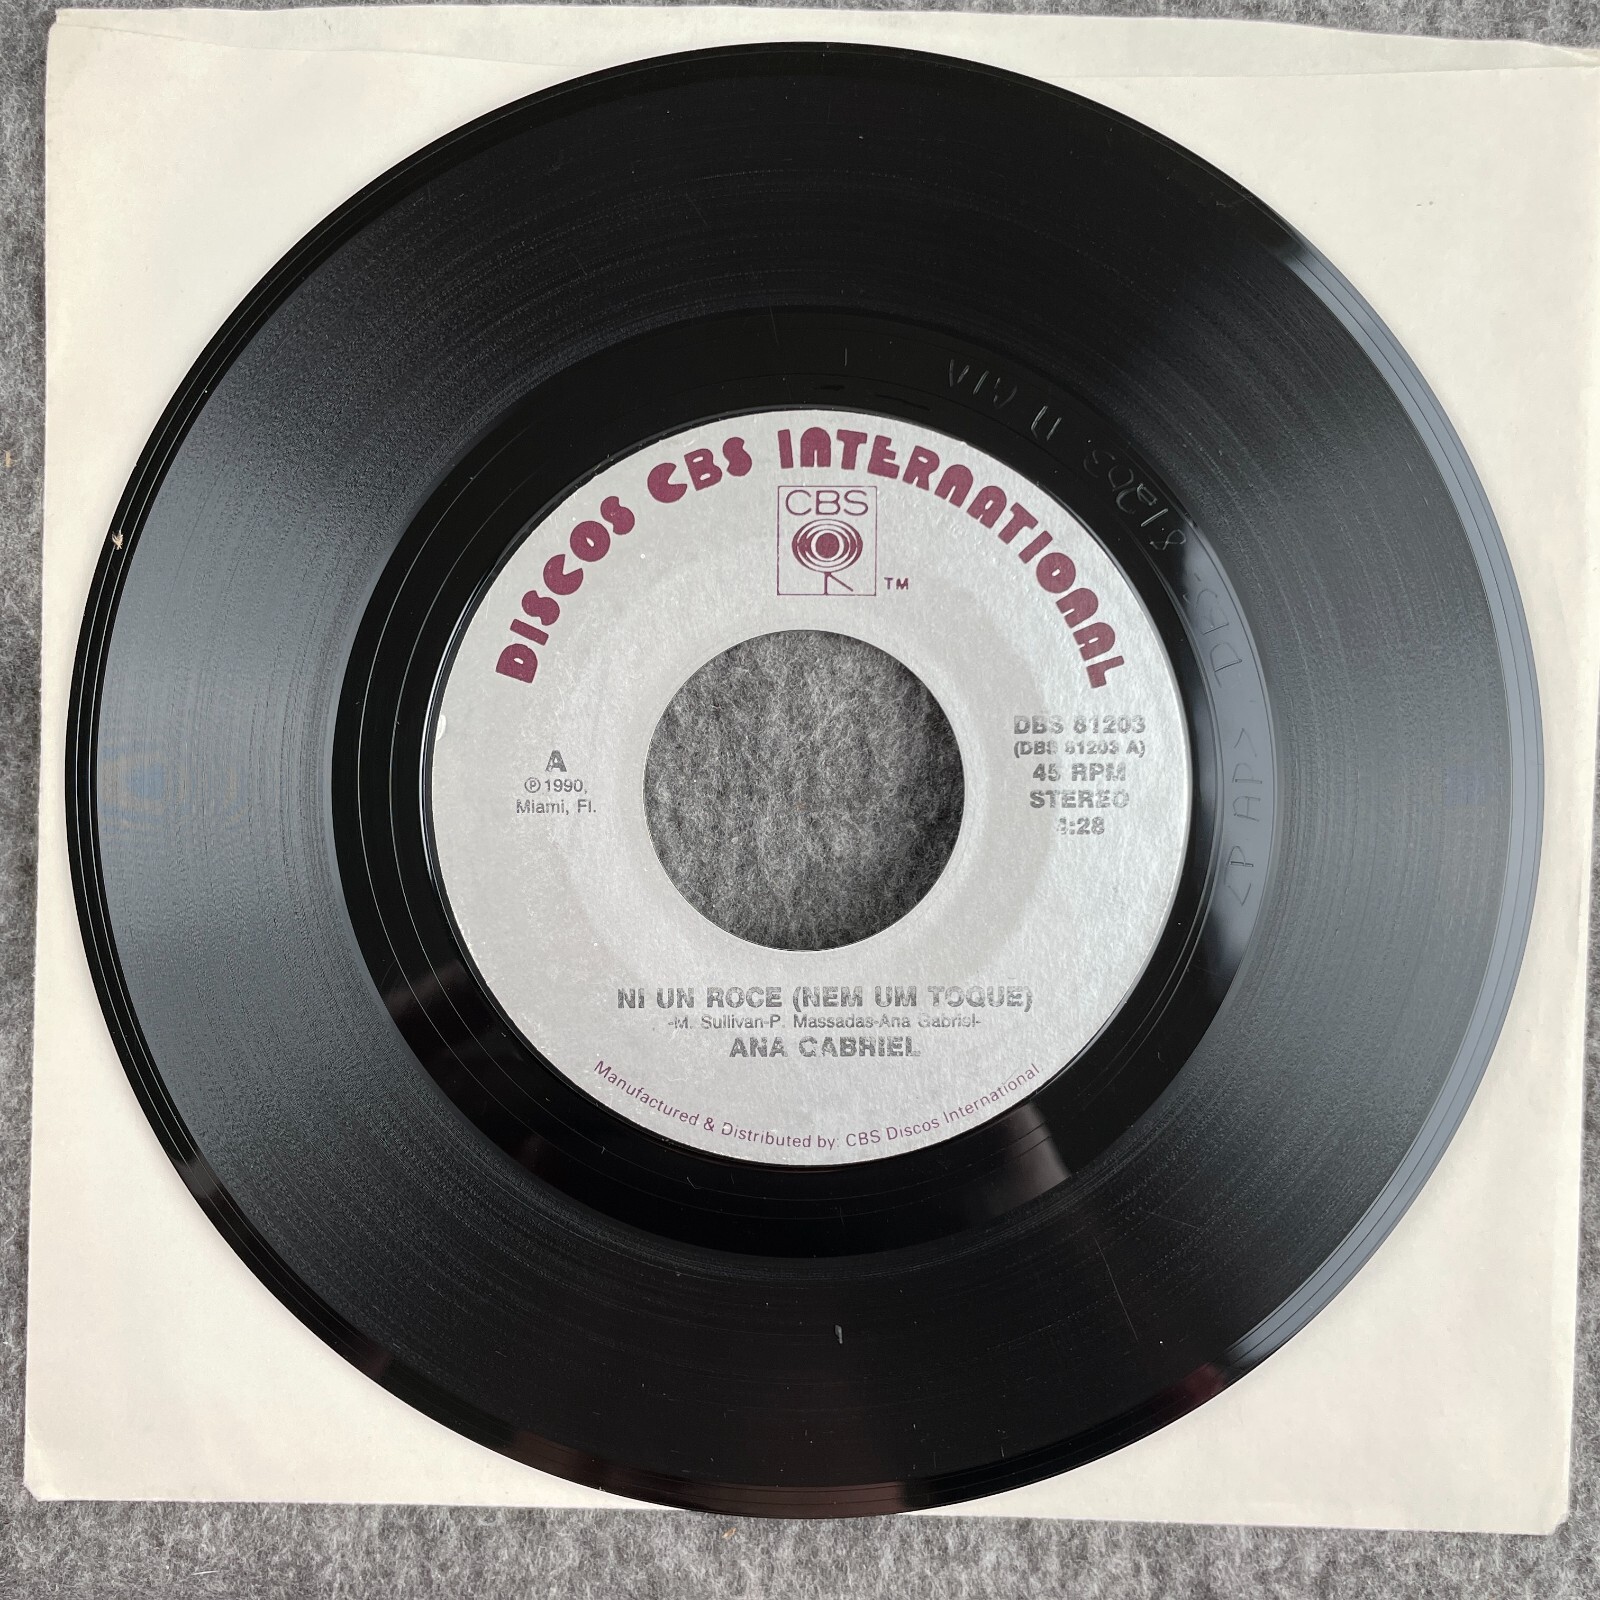 DISCOS CBS INTERNATIONAL
CBS
TM
DBS 81203
(DBS 81203 A)
45 RPM
STEREO
4:28
A
Ⓟ 1990,
Miami, Fl.
NI UN ROCE (NEM UM TOQUE)
-M. Sullivan-P. Massadas-Ana Gabriel-
ANA GABRIEL
Manufactured & Distributed by: CBS Discos International
81203